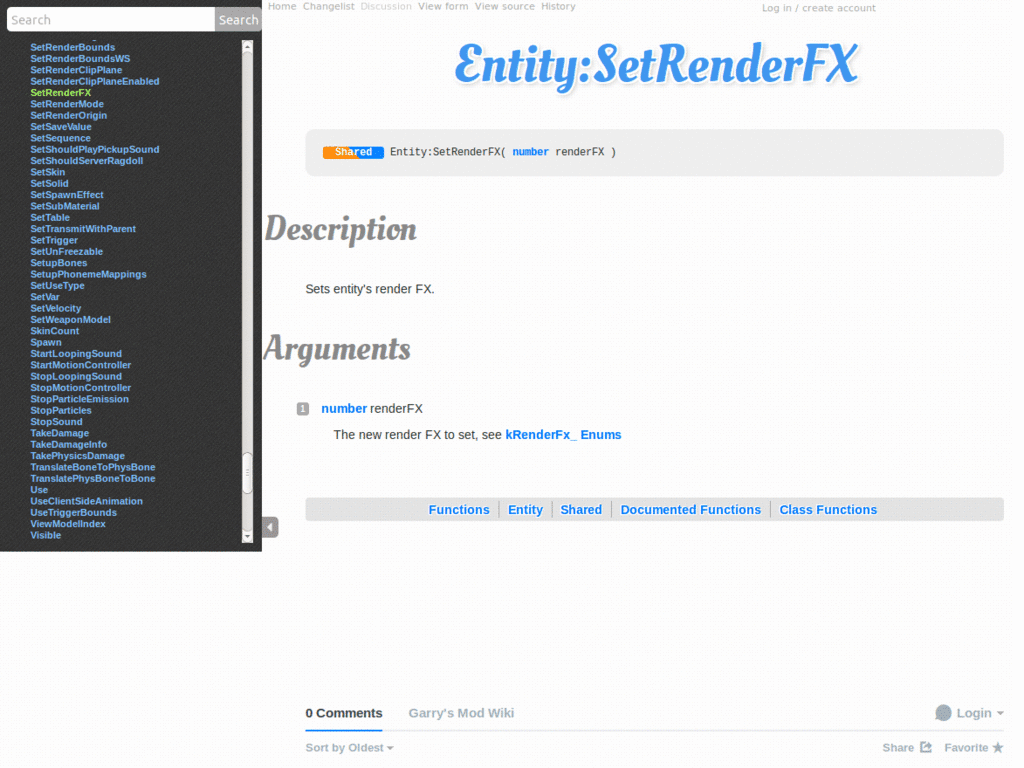 Search Search
SetRenderBounds
SetRenderBoundsWS
SetRenderClipPlane
SetRenderClipPlaneEnabled
SetRenderFX
SetRenderMode
SetRenderOrigin
SetSaveValue
SetSequence
SetShouldPlayPickupSound
SetShouldServerRagdoll
SetSkin
SetSolid
SetSpawnEffect
SetSubMaterial
SetTable
SetTransmitWithParent
SetTrigger
SetUnFreezable
SetupBones
SetupPhonemeMappings
SetUseType
SetVar
SetVelocity
SetWeaponModel
SkinCount
Spawn
StartLoopingSound
StartMotionController
StopLoopingSound
StopMotionController
StopParticleEmission
StopParticles
StopSound
TakeDamage
TakeDamageInfo
TakePhysicsDamage
TranslateBoneToPhysBone
TranslatePhysBoneToBone
Use
UseClientSideAnimation
UseTriggerBounds
ViewModelIndex
Visible
Home Changelist Discussion View form View source History Log in / create account
Entity:SetRenderFX
Shared Entity:SetRenderFX( number renderFX )
Description
Sets entity's render FX.
Arguments
1 number renderFX
The new render FX to set, see kRenderFx_ Enums
Functions Entity Shared Documented Functions Class Functions
0 Comments Garry's Mod Wiki Login
Sort by Oldest Share Favorite